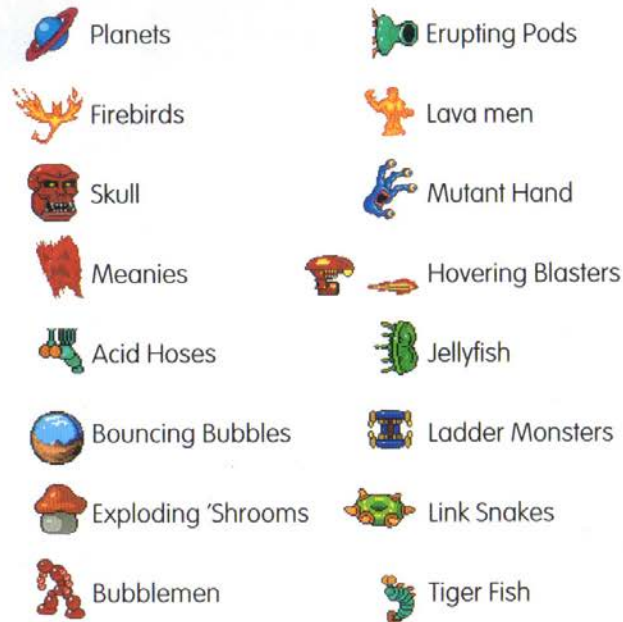 Planets
Erupting Pods
Firebirds
Lava men
Skull
Mutant Hand
Meanies
Hovering Blasters
Acid Hoses
Jellyfish
Bouncing Bubbles
Ladder Monsters
Exploding 'Shrooms
Link Snakes
Bubblemen
Tiger Fish